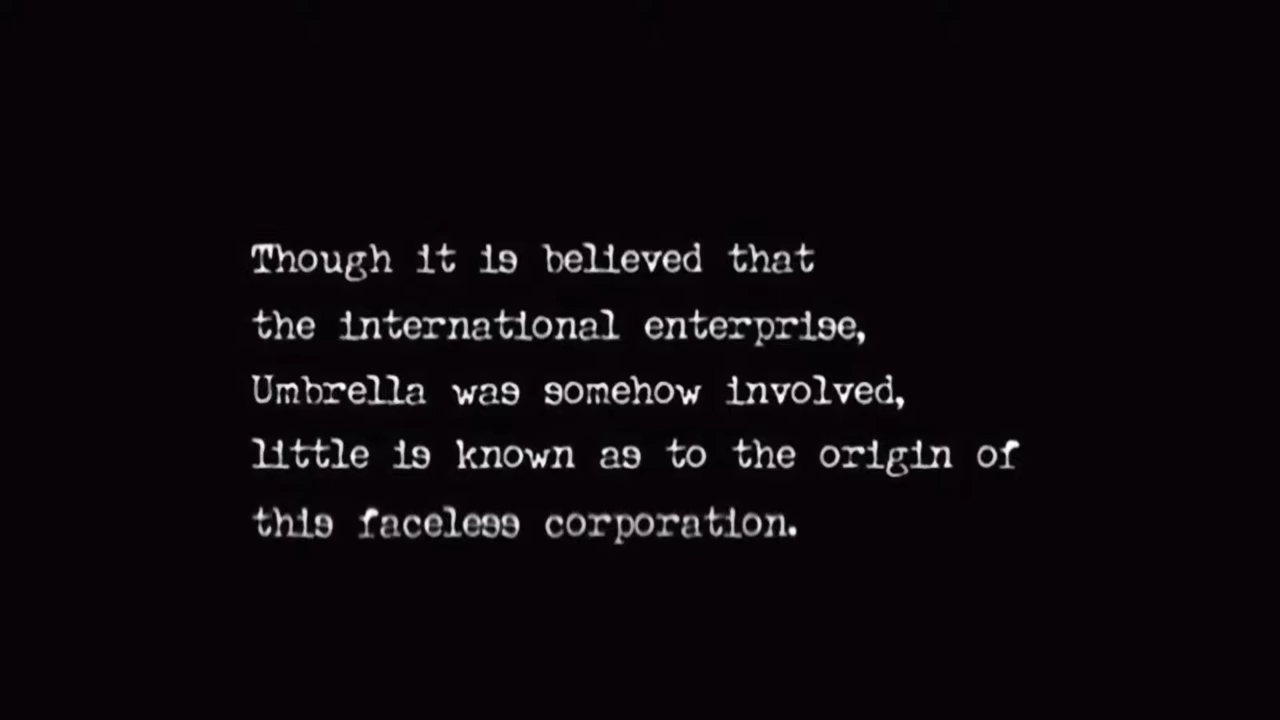 Though it is believed that
the international enterprise,
Umbrella was somehow involved,
little is known as to the origin of
this faceless corporation.